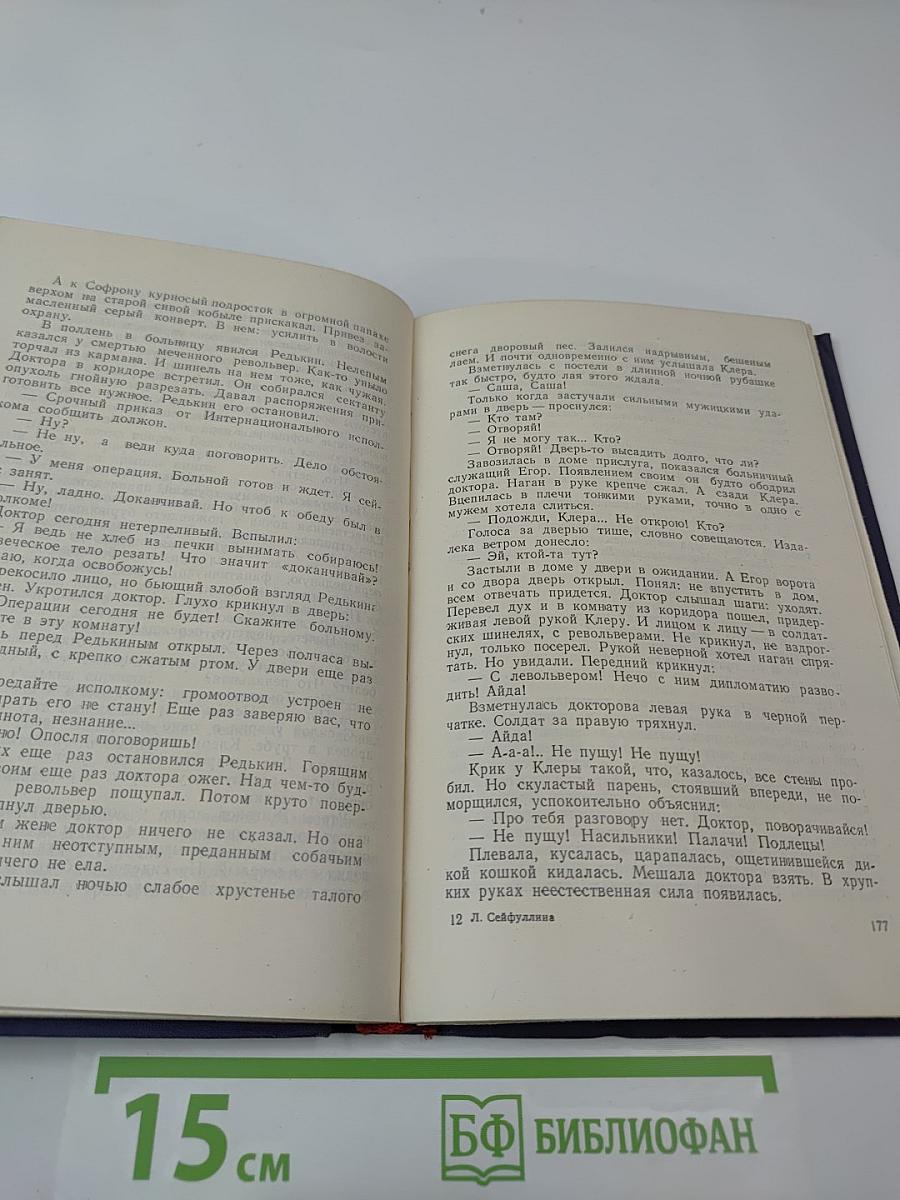 А к Софрону курносый подросток в огромной папахе
верхом на старой сивой кобыле прискакал. Привез за-
масленный серый конверт. В нем: усилить в волости
охрану.
В полдень в больницу явился Редькин. Нелепым
казался у смертью меченного револьвер. Как-то уныло
торчал из кармана. И шинель на нем тоже, как чужая.
Доктора в коридоре встретил. Он собирался сектанту
опухоль гнойную разрезать. Давал распоряжения при-
готовить все нужное. Редькин его остановил.
— Срочный приказ от Интернационального испол-
кома сообщить должон.
— Ну?
— Не ну, а веди куда поговорить. Дело обстоя-
льное.
— У меня операция. Больной готов и ждет. Я сей-
с занят.
— Ну, ладно. Доканчивай. Но чтоб к обеду был в
олкоме!
Доктор сегодня нетерпеливый. Вспылил:
— Я ведь не хлеб из печки вынимать собираюсь!
веческое тело резать! Что значит «доканчивай»?
аю, когда освобожусь!
рекосило лицо, но бьющий злобой взгляд Редькина
ен. Укротился доктор. Глухо крикнул в дверь:
Операции сегодня не будет! Скажите больному.
те в эту комнату!
ь перед Редькиным открыл. Через полчаса вы-
дный, с крепко сжатым ртом. У двери еще раз
редайте исполкому: громоотвод устроен не
ирать его не стану! Еще раз заверяю вас, что
мнота, незнание...
но! Опосля поговоришь!
ях еще раз остановился Редькин. Горящим
воим еще раз доктора ожег. Над чем-то буд-
револьвер пощупал. Потом круто повер-
пнул дверью.
м жене доктор ничего не сказал. Но она
ним неотступным, преданным собачьим
ичего не ела.
слышал ночью слабое хрустенье талого
снега дворовый пес. Залился надрывным, бешеным
лаем. И почти одновременно с ним услышала Клера.
Взметнулась с постели в длинной ночной рубашке
так быстро, будто лая этого ждала.
— Саша, Саша!
Только когда застучали сильными мужицкими уда-
рами в дверь — проснулся:
— Кто там?
— Отворяй!
— Я не могу так... Кто?
— Отворяй! Дверь-то высадить долго, что ли?
Завозилась в доме прислуга, показался больничный
служащий Егор. Появлением своим он будто ободрил
доктора. Наган в руке крепче сжал. А сзади Клера.
Вцепилась в плечи тонкими руками, точно в одно с
мужем хотела слиться.
— Подожди, Клера... Не открою! Кто?
Голоса за дверью тише, словно совещаются. Изда-
лека ветром донесло:
— Эй, ктой-та тут?
Застыли в доме у двери в ожидании. А Егор ворота
и со двора дверь открыл. Понял: не впустить в дом,
всем отвечать придется. Доктор слышал шаги: уходят.
Перевел дух и в комнату из коридора пошел, придер-
живая левой рукой Клеру. И лицом к лицу — в солдат-
ских шинелях, с револьверами. Не крикнул, не вздрог-
нул, только посерел. Рукой неверной хотел наган спря-
тать. Но увидали. Передний крикнул:
— С левольвером! Нечо с ним дипломатию разво-
дить! Айда!
Взметнулась докторова левая рука в черной пер-
чатке. Солдат за правую тряхнул.
— Айда!
— А-а-а!.. Не пущу! Не пущу!
Крик у Клеры такой, что, казалось, все стены про-
бил. Но скуластый парень, стоявший впереди, не по-
морщился, успокоительно объяснил:
— Про тебя разговору нет. Доктор, поворачивайся!
— Не пущу! Насильники! Палачи! Подлецы!
Плевала, кусалась, царапалась, ощетинившейся ди-
кой кошкой кидалась. Мешала доктора взять. В хруп-
ких руках неестественная сила появилась.
12 Л. Сейфуллина
177
15 см
БФ БИБЛИОФАН